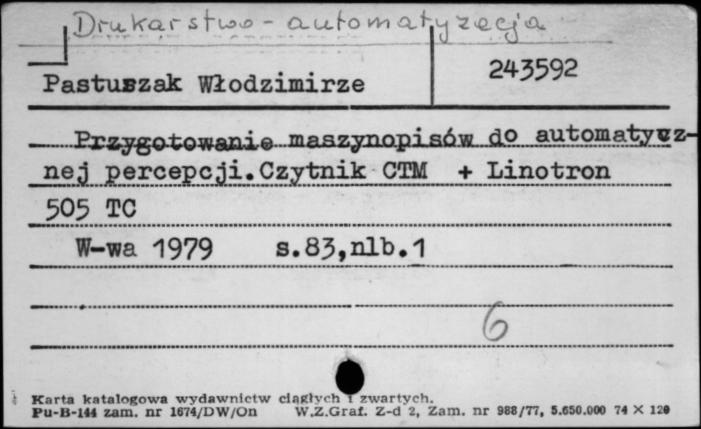 Drukarstwo - automatyzacja
Pastuszak Włodzimirze
243592
Przygotowanie maszynopisów do automatycz-
nej percepcji.Czytnik CTM + Linotron
505 TC
W-wa 1979 s.83,nlb.1
6
Karta katalogowa wydawnictw ciągłych i zwartych.
Pu-B-144 zam. nr 1674/DW/On W.Z.Graf. Z-d 2, Zam. nr 988/77, 5.650.000 74 X 120